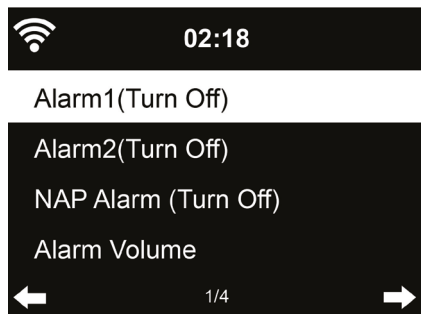 02:18
Alarm1(Turn Off)
Alarm2(Turn Off)
NAP Alarm (Turn Off)
Alarm Volume
1/4